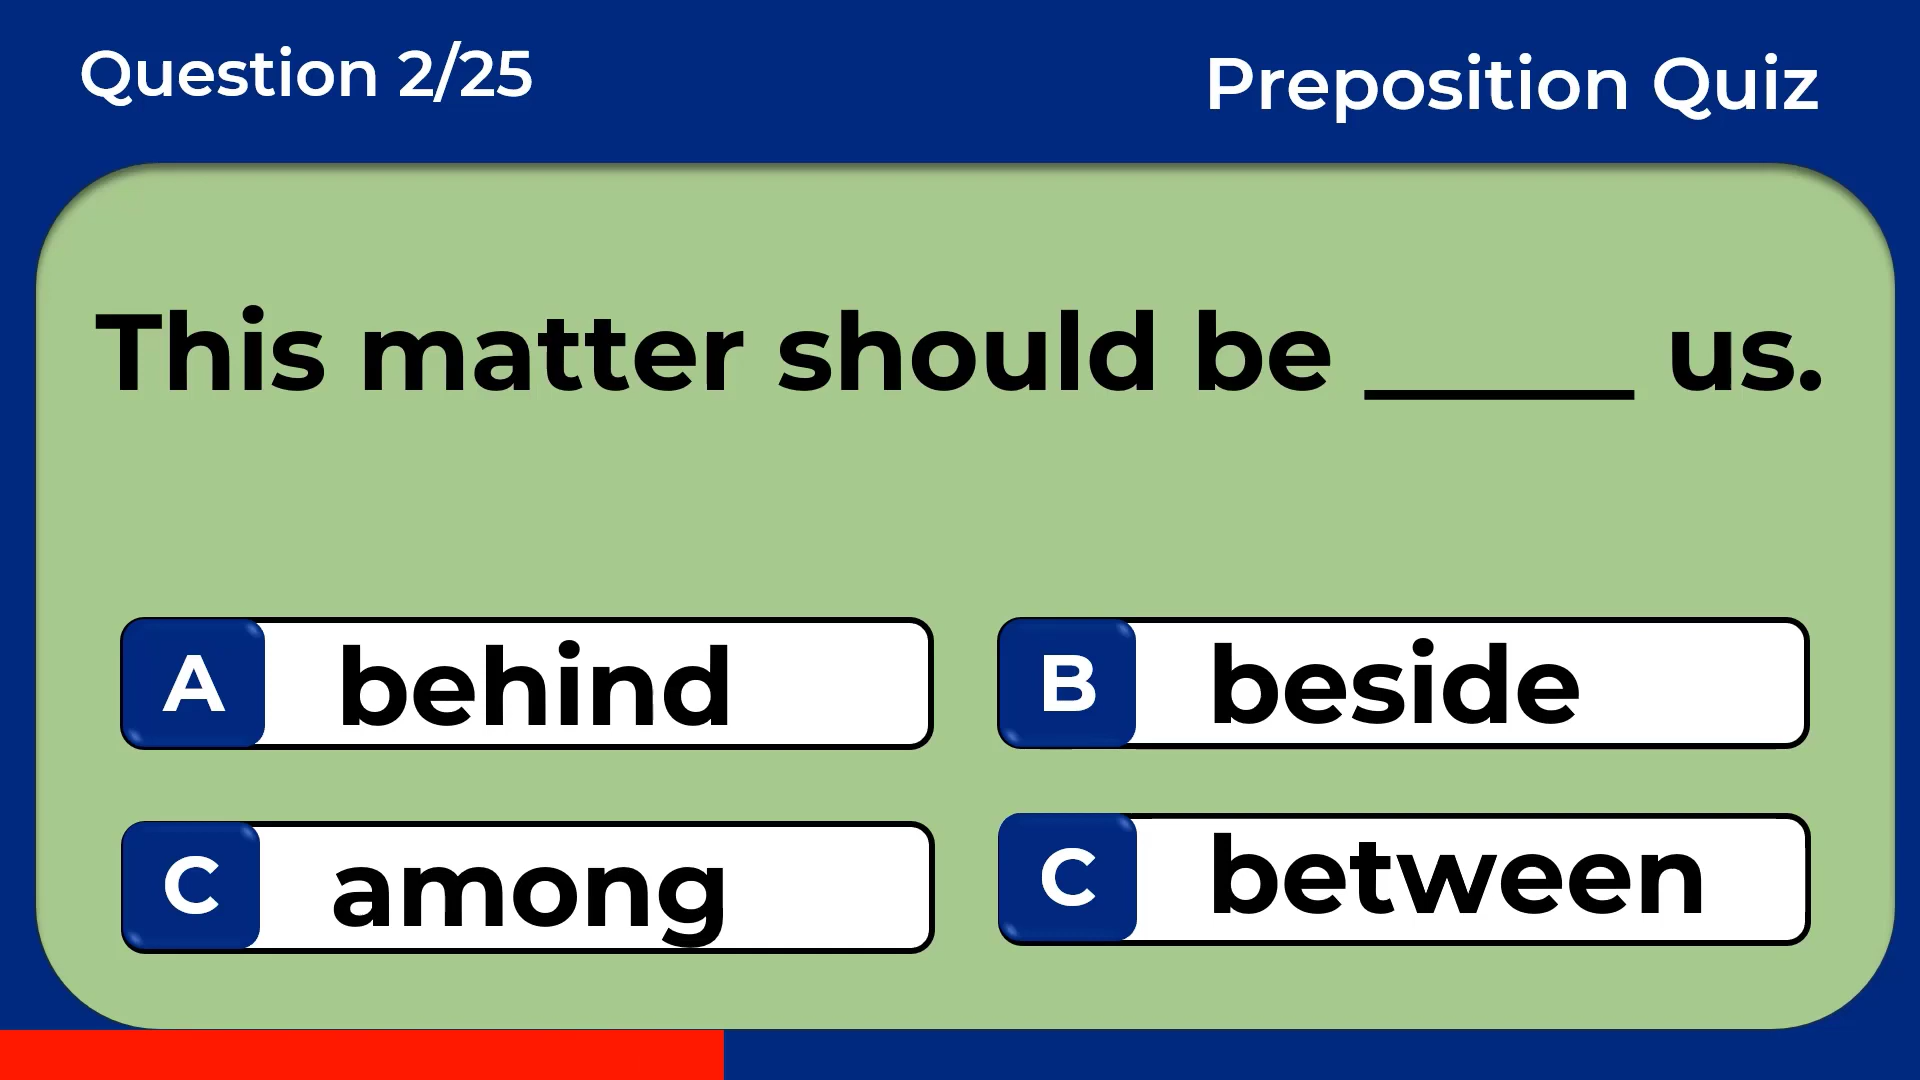 Question 2/25
Preposition Quiz
This matter should be _____ us.
A behind
B beside
C among
C between